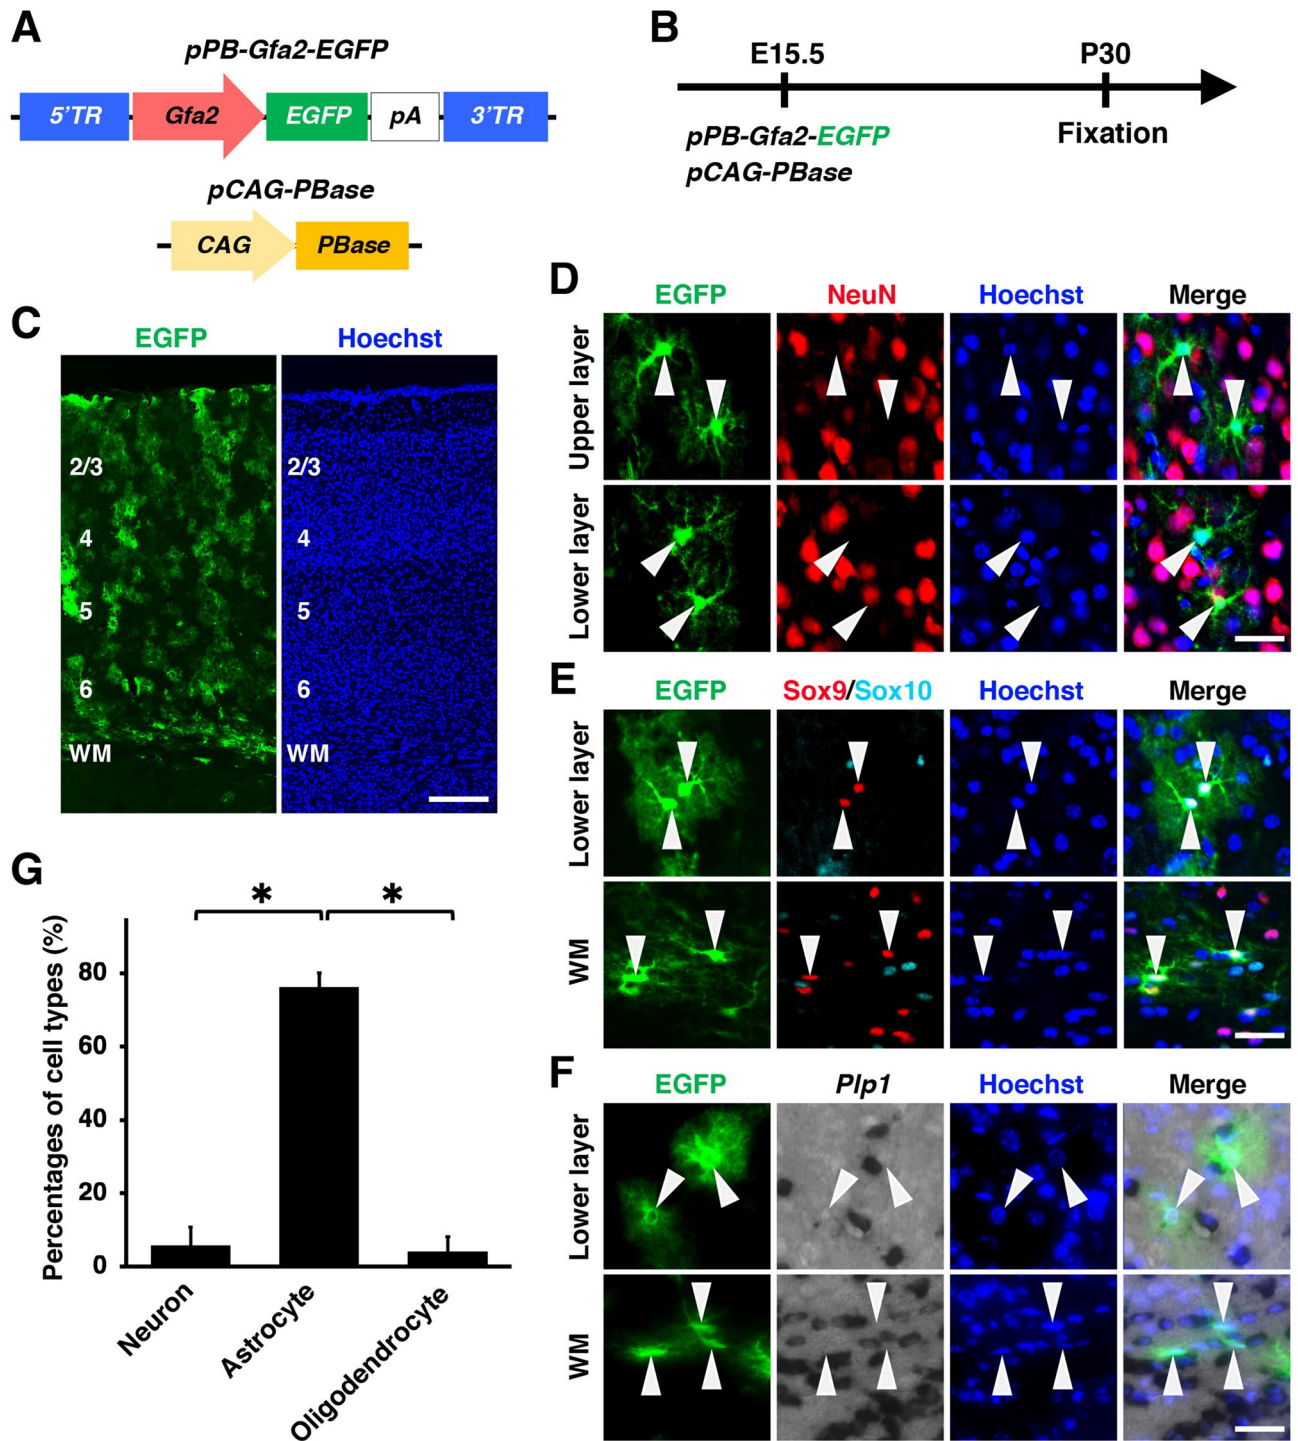 A
pPB-Gfa2-EGFP
5'TR Gfa2 EGFP pA 3'TR
pCAG-PBase
CAG PBase
B
E15.5 P30
pPB-Gfa2-EGFP
pCAG-PBase
Fixation
C
EGFP Hoechst
2/3 2/3
4 4
5 5
6 6
WM WM
D
EGFP NeuN Hoechst Merge
Upper layer
Lower layer
E
EGFP Sox9/Sox10 Hoechst Merge
Lower layer
WM
F
EGFP Plp1 Hoechst Merge
Lower layer
WM
G
Percentages of cell types (%)
* *
80
60
40
20
0
Neuron
Astrocyte
Oligodendrocyte